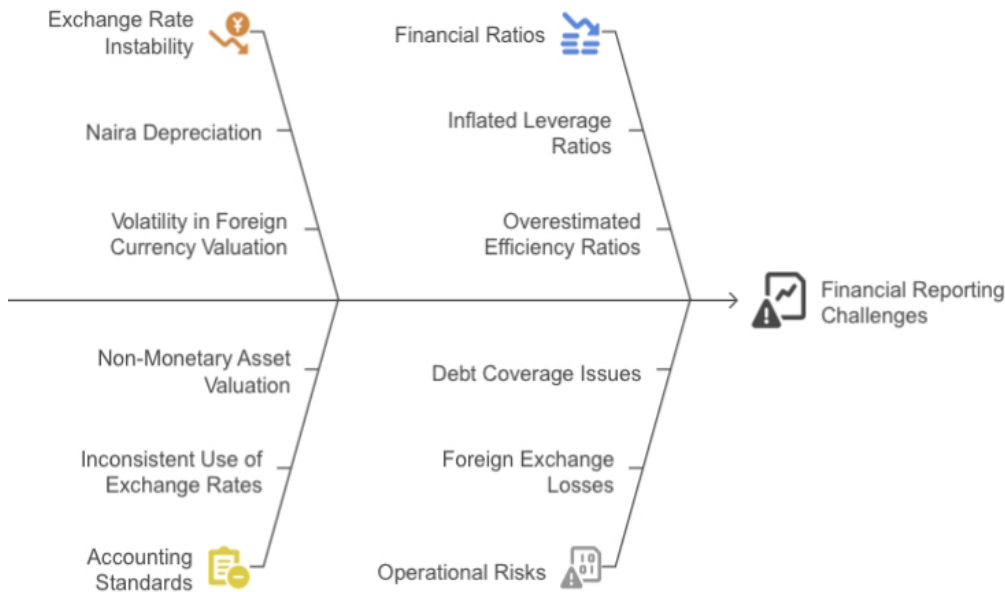 Exchange Rate
Instability
Naira Depreciation
Volatility in Foreign
Currency Valuation
Financial Ratios
Inflated Leverage
Ratios
Overestimated
Efficiency Ratios
Financial Reporting
Challenges
Non-Monetary Asset
Valuation
Inconsistent Use of
Exchange Rates
Accounting
Standards
Debt Coverage Issues
Foreign Exchange
Losses
Operational Risks